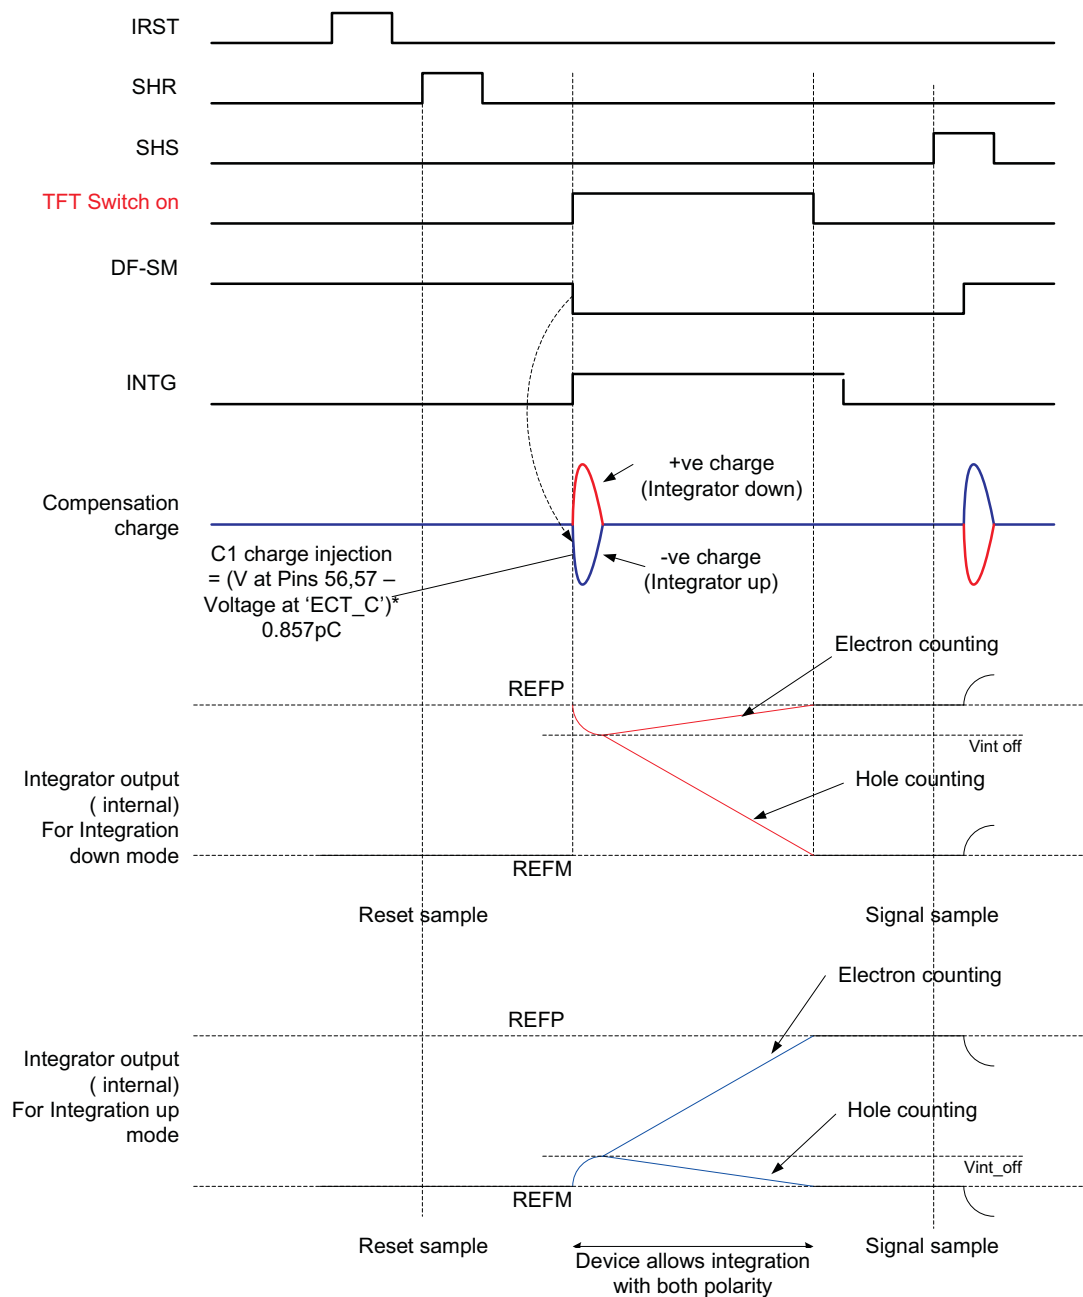 IRST
SHR
SHS
TFT Switch on
DF-SM
INTG
+ve charge
(Integrator down)
Compensation
charge
C1 charge injection
= (V at Pins 56,57 –
Voltage at ‘ECT_C’)*
0.857pC
-ve charge
(Integrator up)
Electron counting
REFP
Vint off
Integrator output
( internal)
For Integration
down mode
Hole counting
REFM
Reset sample
Signal sample
Electron counting
REFP
Integrator output
( internal)
For Integration up
mode
Hole counting
Vint_off
REFM
Reset sample
Signal sample
Device allows integration
with both polarity